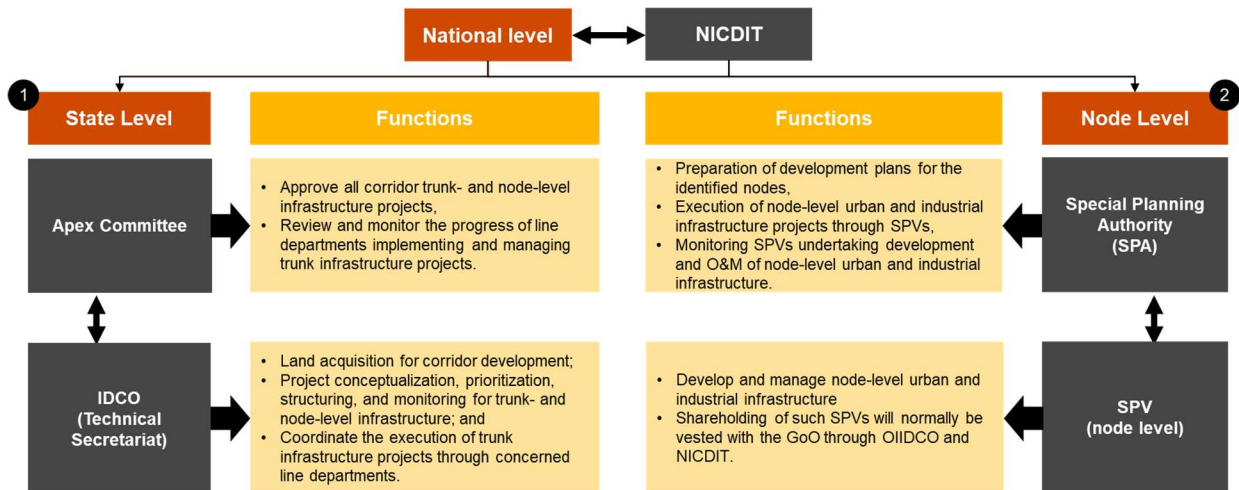 National level
NICDIT
1
State Level
Functions
Functions
Node Level
2
Apex Committee
• Approve all corridor trunk- and node-level
infrastructure projects,
• Review and monitor the progress of line
departments implementing and managing
trunk infrastructure projects.
• Preparation of development plans for the
identified nodes,
• Execution of node-level urban and industrial
infrastructure projects through SPVs,
• Monitoring SPVs undertaking development
and O&M of node-level urban and industrial
infrastructure.
Special Planning
Authority
(SPA)
IDCO
(Technical
Secretariat)
• Land acquisition for corridor development;
• Project conceptualization, prioritization,
structuring, and monitoring for trunk- and
node-level infrastructure; and
• Coordinate the execution of trunk
infrastructure projects through concerned
line departments.
• Develop and manage node-level urban and
industrial infrastructure
• Shareholding of such SPVs will normally be
vested with the GoO through OIIDCO and
NICDIT.
SPV
(node level)